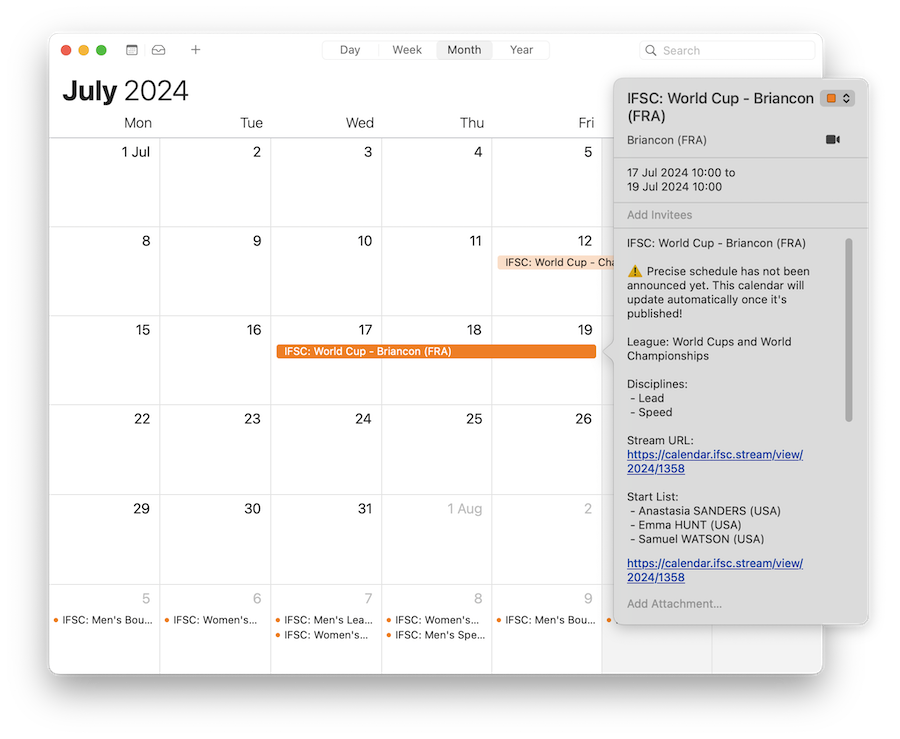 Day Week Month Year Search
July 2024
Mon Tue Wed Thu Fri
1 Jul 2 3 4 5
8 9 10 11 12
IFSC: World Cup - Cha
15 16 17 18 19
IFSC: World Cup - Briancon (FRA)
22 23 24 25 26
29 30 31 1 Aug 2
5 6 7 8 9
IFSC: Men's Bou... IFSC: Women's... IFSC: Men's Lea... IFSC: Women's... IFSC: Men's Bou...
IFSC: Women's... IFSC: Men's Spe...
IFSC: World Cup - Briancon
(FRA)
Briancon (FRA)
17 Jul 2024 10:00 to
19 Jul 2024 10:00
Add Invitees
IFSC: World Cup - Briancon (FRA)
⚠️ Precise schedule has not been
announced yet. This calendar will
update automatically once it's
published!
League: World Cups and World
Championships
Disciplines:
- Lead
- Speed
Stream URL:
https://calendar.ifsc.stream/view/
2024/1358
Start List:
- Anastasia SANDERS (USA)
- Emma HUNT (USA)
- Samuel WATSON (USA)
https://calendar.ifsc.stream/view/
2024/1358
Add Attachment...